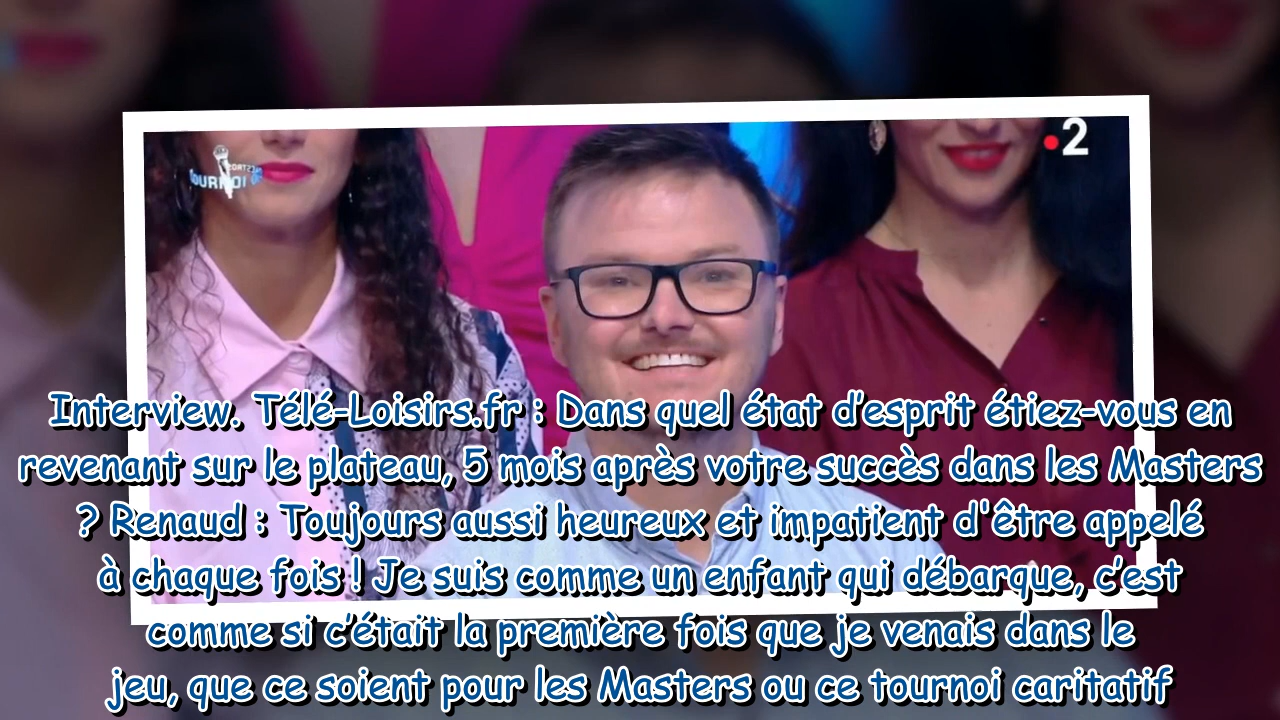 2
Interview. Télé-Loisirs.fr : Dans quel état d’esprit étiez-vous en
revenant sur le plateau, 5 mois après votre succès dans les Masters
? Renaud : Toujours aussi heureux et impatient d'être appelé
à chaque fois ! Je suis comme un enfant qui débarque, c’est
comme si c’était la première fois que je venais dans le
jeu, que ce soient pour les Masters ou ce tournoi caritatif